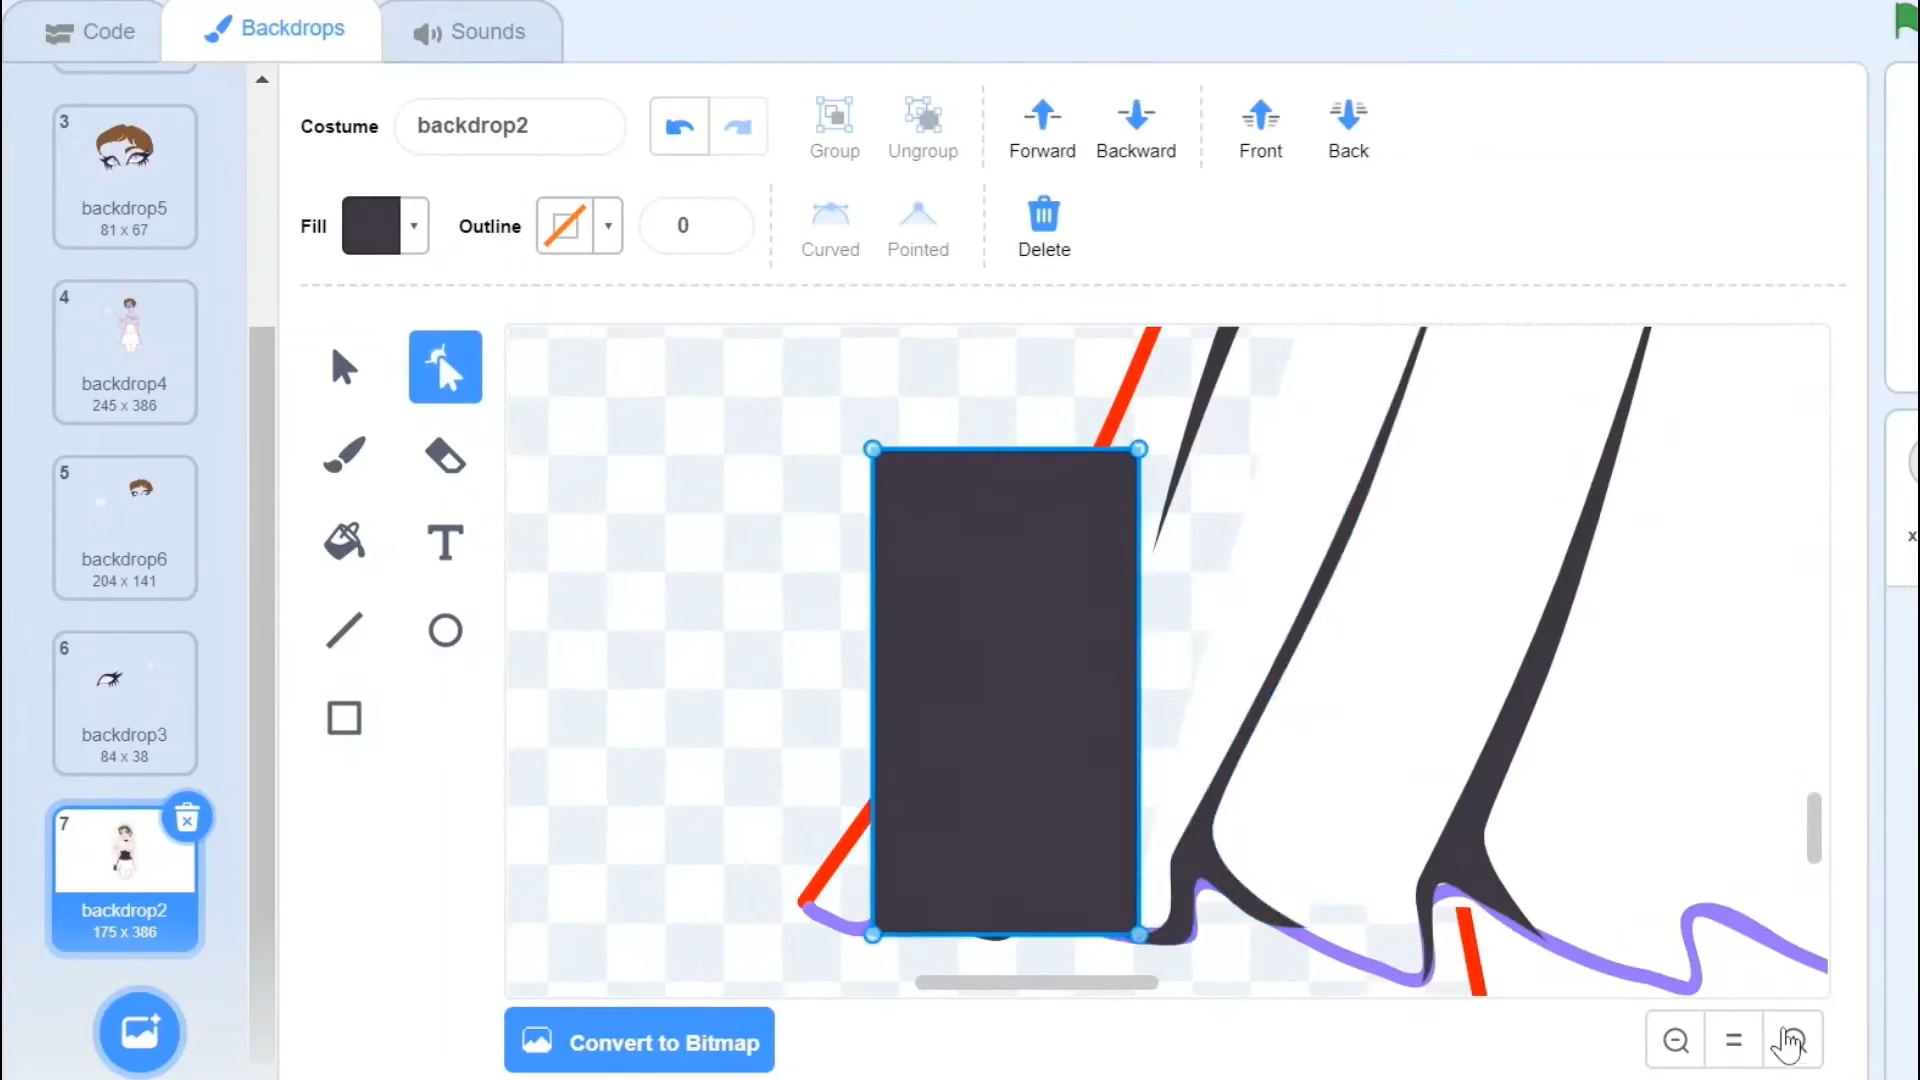 Code
Backdrops
Sounds
Costume
backdrop2
Group
Ungroup
Forward
Backward
Front
Back
Fill
Outline
0
Curved
Pointed
Delete
3
backdrop5
81 x 67
4
backdrop4
245 x 386
5
backdrop6
204 x 141
6
backdrop3
84 x 38
7
backdrop2
175 x 386
T
Convert to Bitmap
x